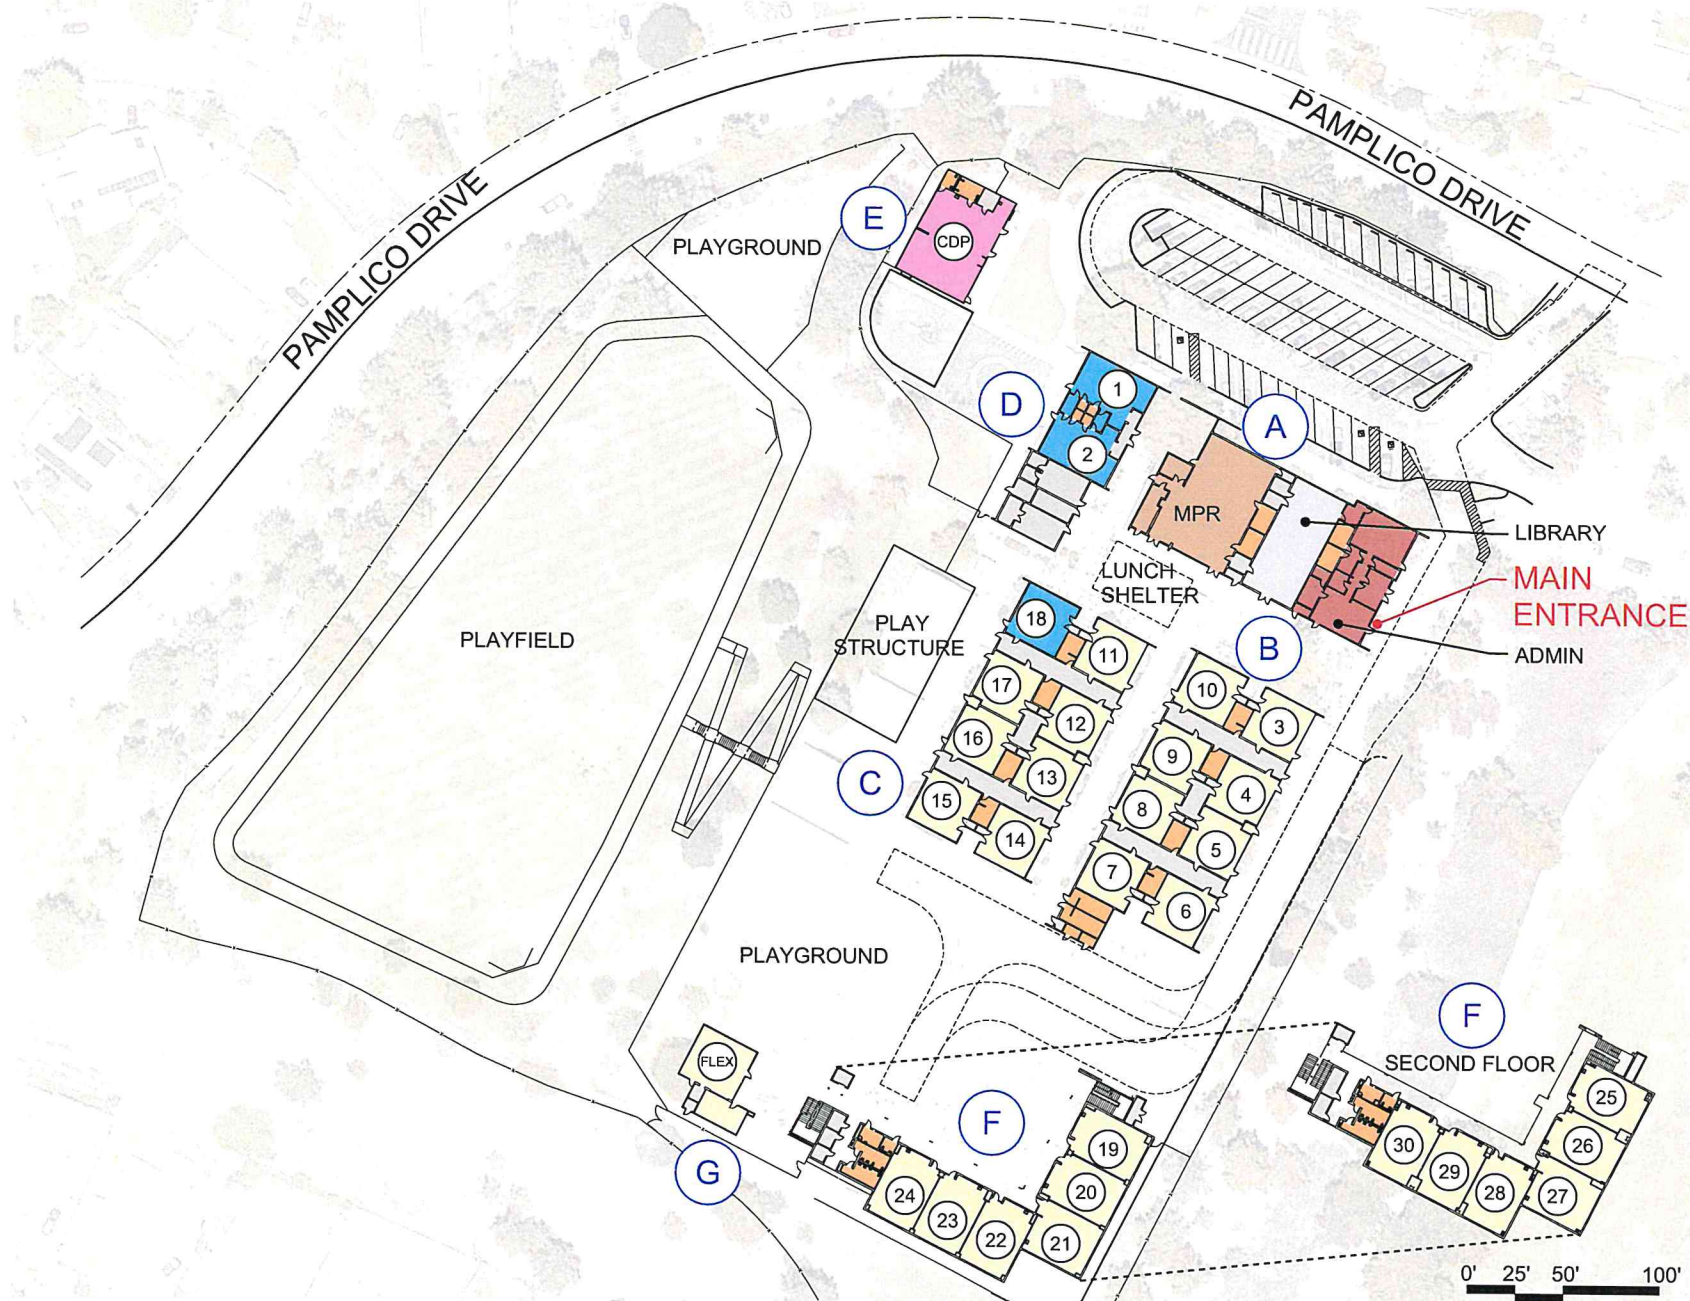 PAMPLICO DRIVE
PAMPLICO DRIVE
E
PLAYGROUND
CDP
D
1
2
A
MPR
LIBRARY
MAIN
ENTRANCE
ADMIN
LUNCH
SHELTER
B
PLAYFIELD
PLAY
STRUCTURE
18
11
17
12
16
13
15
14
C
10
3
9
4
8
5
7
6
PLAYGROUND
FLEX
G
F
19
20
21
22
23
24
F
SECOND FLOOR
25
26
27
28
29
30
0' 25' 50' 100'